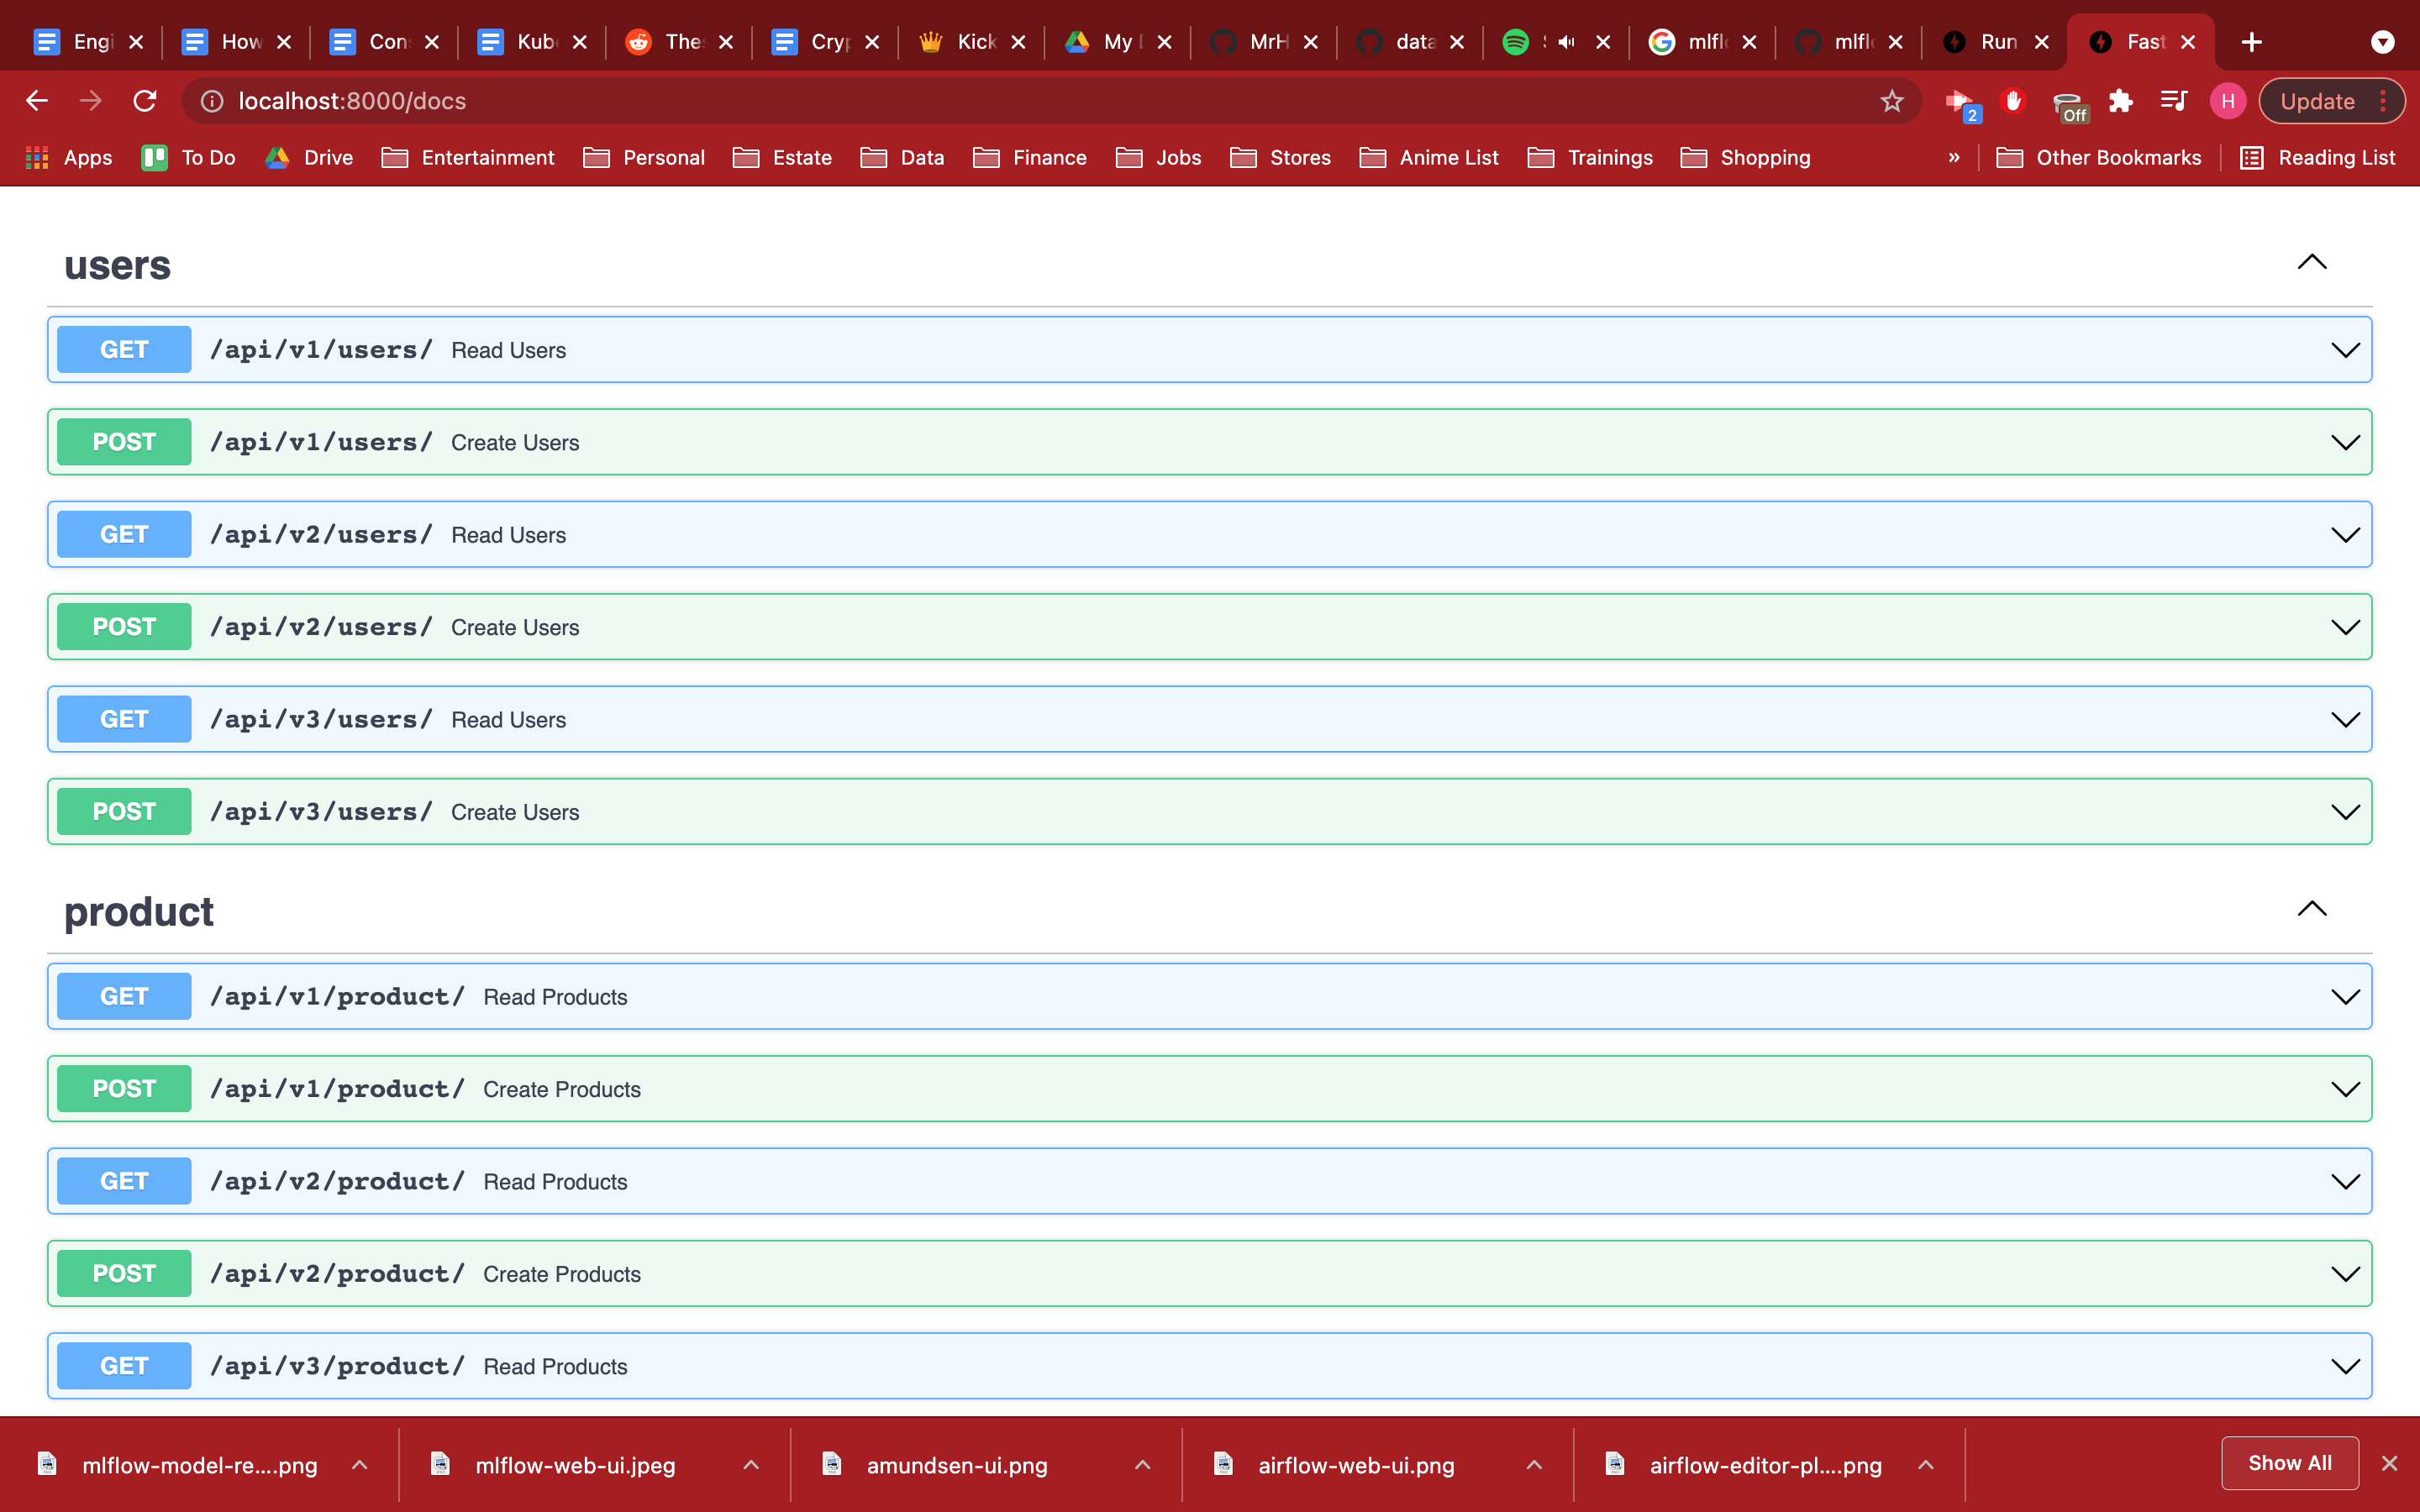 Engi How Con Kub The Cry Kick My MrH data mlfl mlfl Run Fast
localhost:8000/docs 2 Off H Update
Apps To Do Drive Entertainment Personal Estate Data Finance Jobs Stores Anime List Trainings Shopping » Other Bookmarks Reading List
users
GET /api/v1/users/ Read Users
POST /api/v1/users/ Create Users
GET /api/v2/users/ Read Users
POST /api/v2/users/ Create Users
GET /api/v3/users/ Read Users
POST /api/v3/users/ Create Users
product
GET /api/v1/product/ Read Products
POST /api/v1/product/ Create Products
GET /api/v2/product/ Read Products
POST /api/v2/product/ Create Products
GET /api/v3/product/ Read Products
mlflow-model-re....png mlflow-web-ui.jpeg amundsen-ui.png airflow-web-ui.png airflow-editor-pl....png Show All